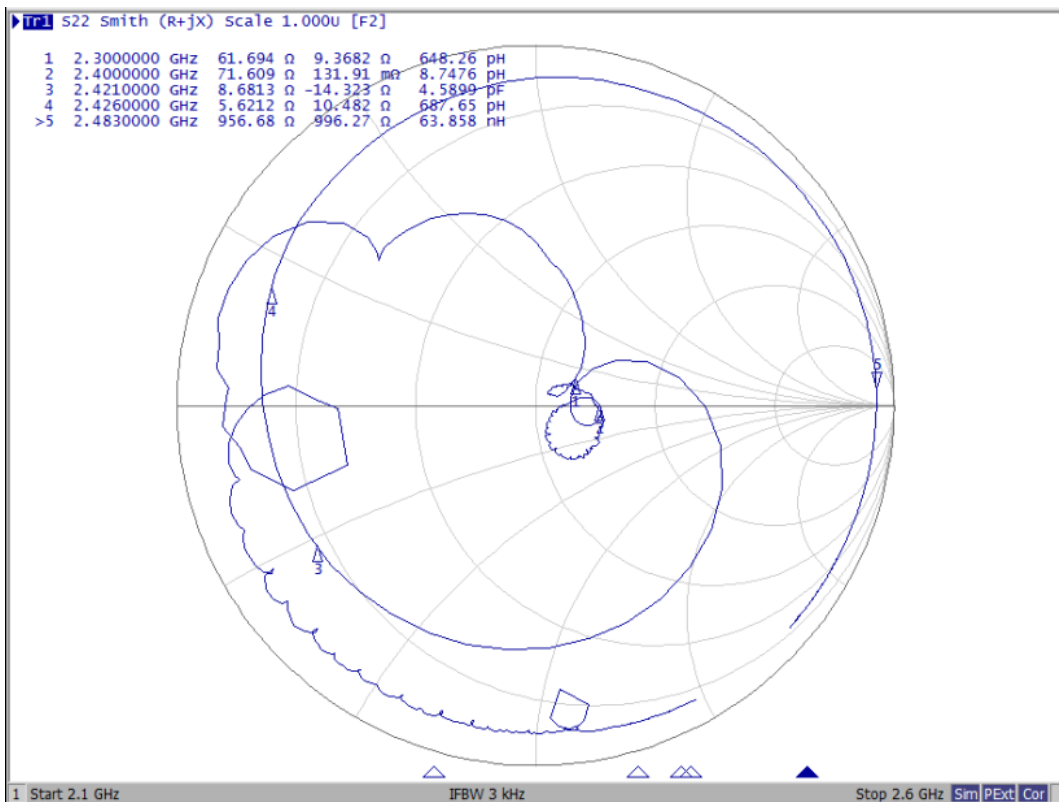 Tr1 S22 Smith (R+jX) Scale 1.000U [F2]
1 2.3000000 GHz 61.694 Ω 9.3682 Ω 648.26 pH
2 2.4000000 GHz 71.609 Ω 131.91 mΩ 8.7476 pH
3 2.4210000 GHz 8.6813 Ω -14.323 Ω 4.5899 pF
4 2.4260000 GHz 5.6212 Ω 10.482 Ω 687.65 pH
>5 2.4830000 GHz 956.68 Ω 996.27 Ω 63.858 nH
4
5
1
3
1 Start 2.1 GHz IFBW 3 kHz Stop 2.6 GHz Sim PExt Cor